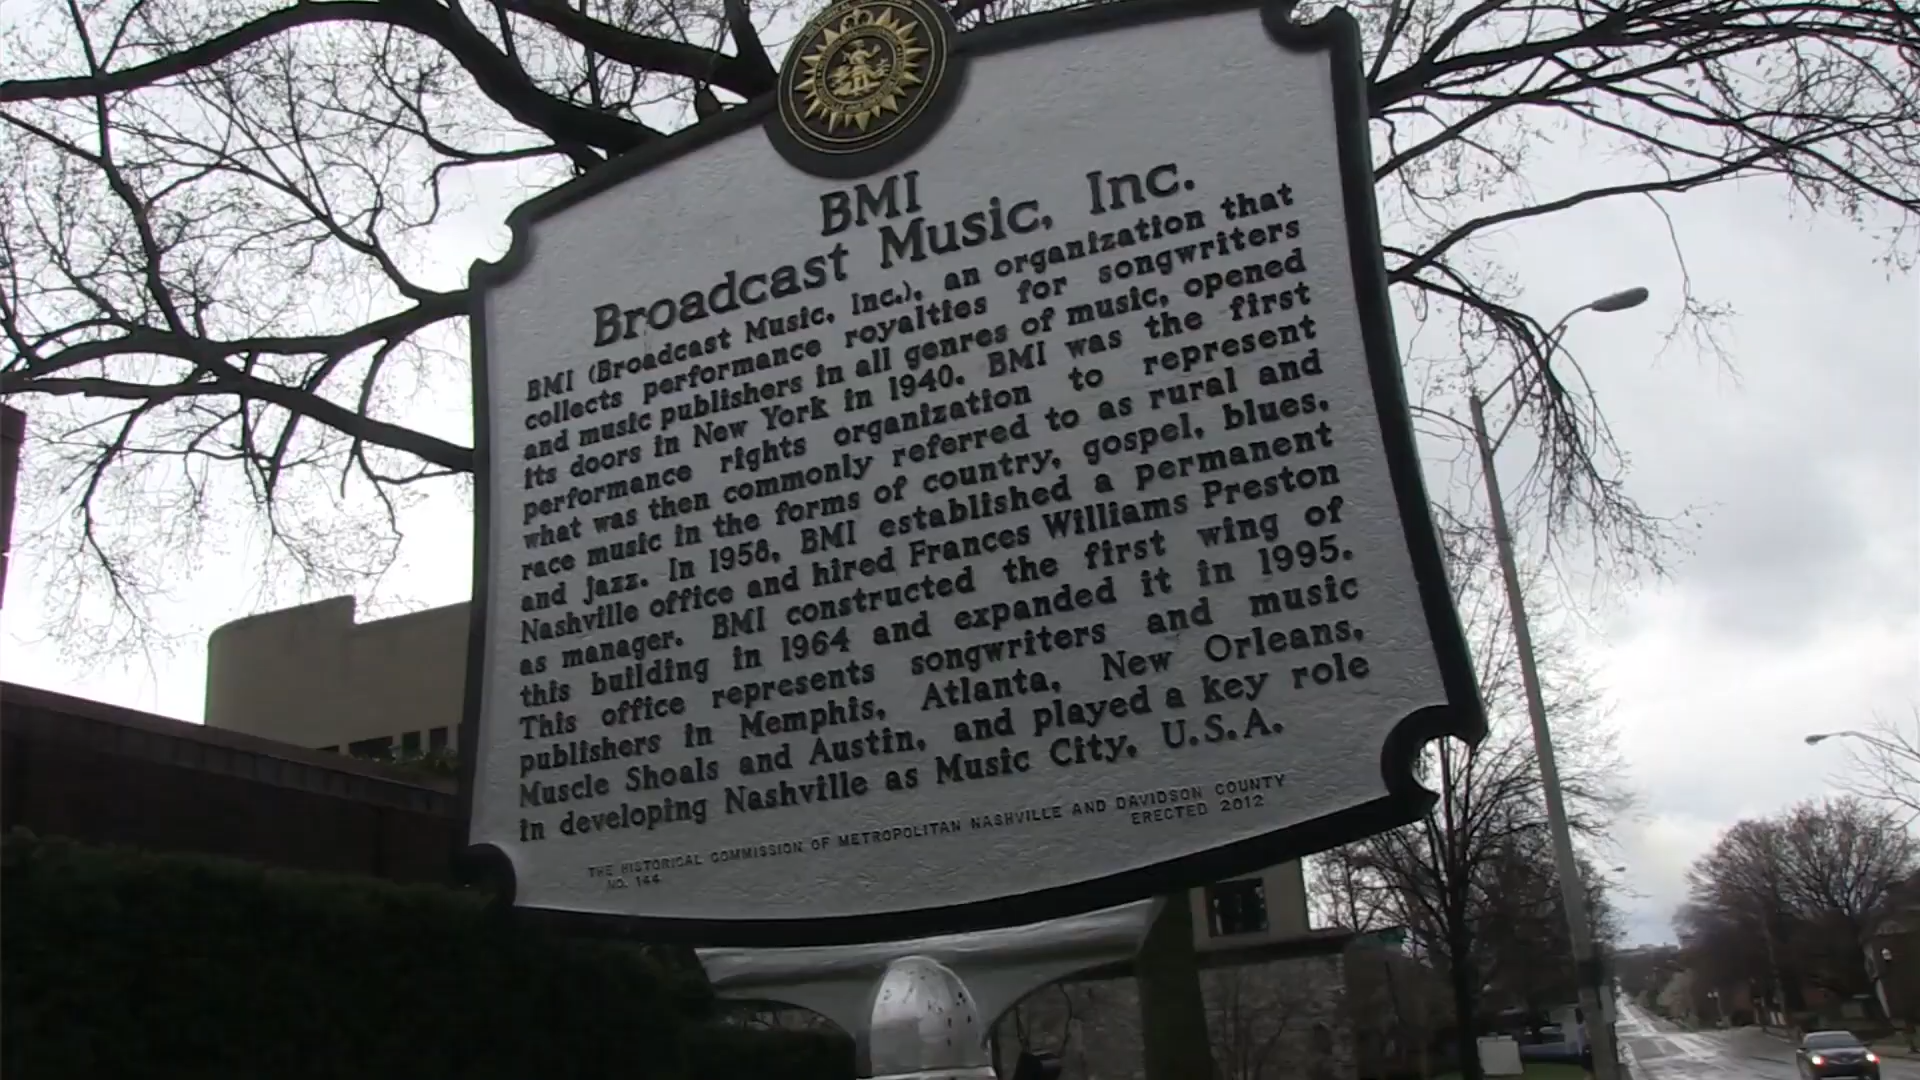 BMI
Broadcast Music, Inc.
BMI (Broadcast Music, Inc.), an organization that
collects performance royalties for songwriters
and music publishers in all genres of music, opened
its doors in New York in 1940. BMI was the first
performance rights organization to represent
what was then commonly referred to as rural and
race music in the forms of country, gospel, blues,
and jazz. In 1958, BMI established a permanent
Nashville office and hired Frances Williams Preston
as manager. BMI constructed the first wing of
this building in 1964 and expanded it in 1995.
This office represents songwriters and music
publishers in Memphis, Atlanta, New Orleans,
Muscle Shoals and Austin, and played a key role
in developing Nashville as Music City, U.S.A.
THE HISTORICAL COMMISSION OF METROPOLITAN NASHVILLE AND DAVIDSON COUNTY
NO. 144 ERECTED 2012